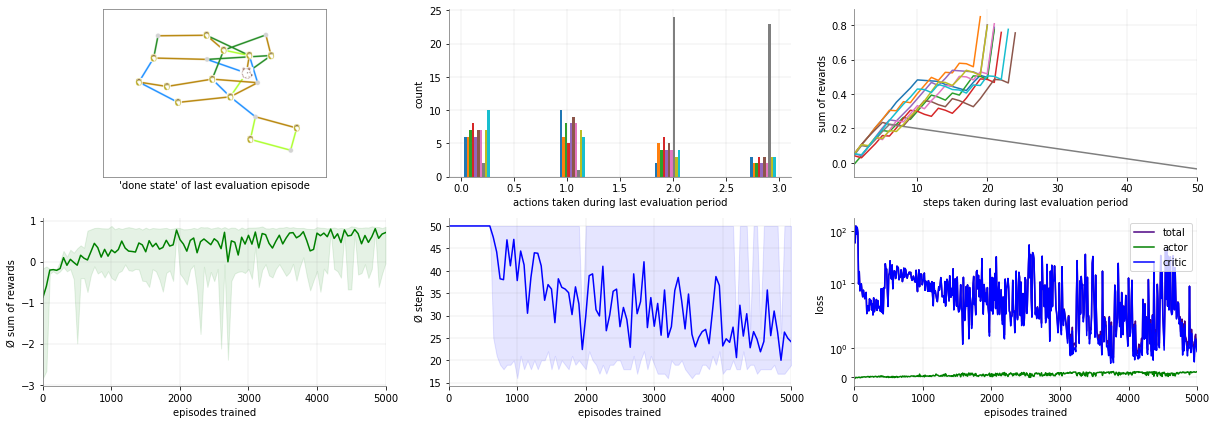 'done state' of last evaluation episode
count
25
20
15
10
5
0
0.0 0.5 1.0 1.5 2.0 2.5 3.0
actions taken during last evaluation period
sum of rewards
0.8
0.6
0.4
0.2
0.0
10 20 30 40 50
steps taken during last evaluation period
Ø sum of rewards
1
0
−1
−2
−3
0 1000 2000 3000 4000 5000
episodes trained
Ø steps
50
45
40
35
30
25
20
15
0 1000 2000 3000 4000 5000
episodes trained
loss
10²
10¹
10⁰
0
total
actor
critic
0 1000 2000 3000 4000 5000
episodes trained